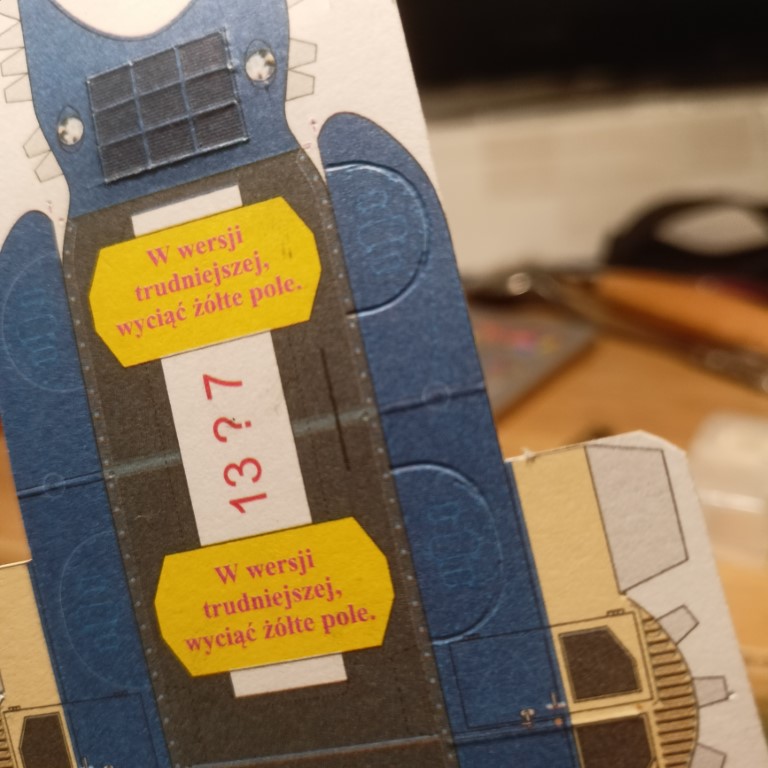 W wersji
trudniejszej,
wyciąć żółte pole.
13 ? 7
W wersji
trudniejszej,
wyciąć żółte pole.